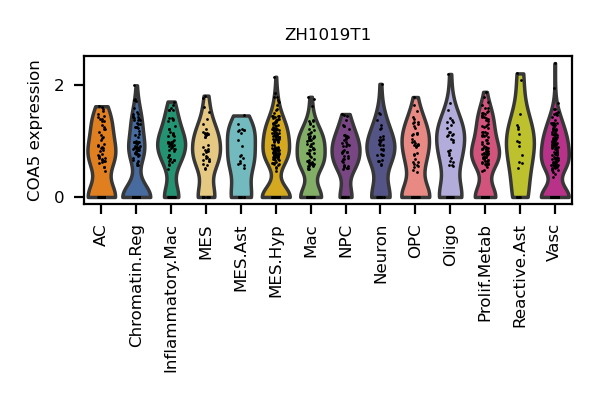 ZH1019T1
COA5 expression
2
0
AC
Chromatin.Reg
Inflammatory.Mac
MES
MES.Ast
MES.Hyp
Mac
NPC
Neuron
OPC
Oligo
Prolif.Metab
Reactive.Ast
Vasc